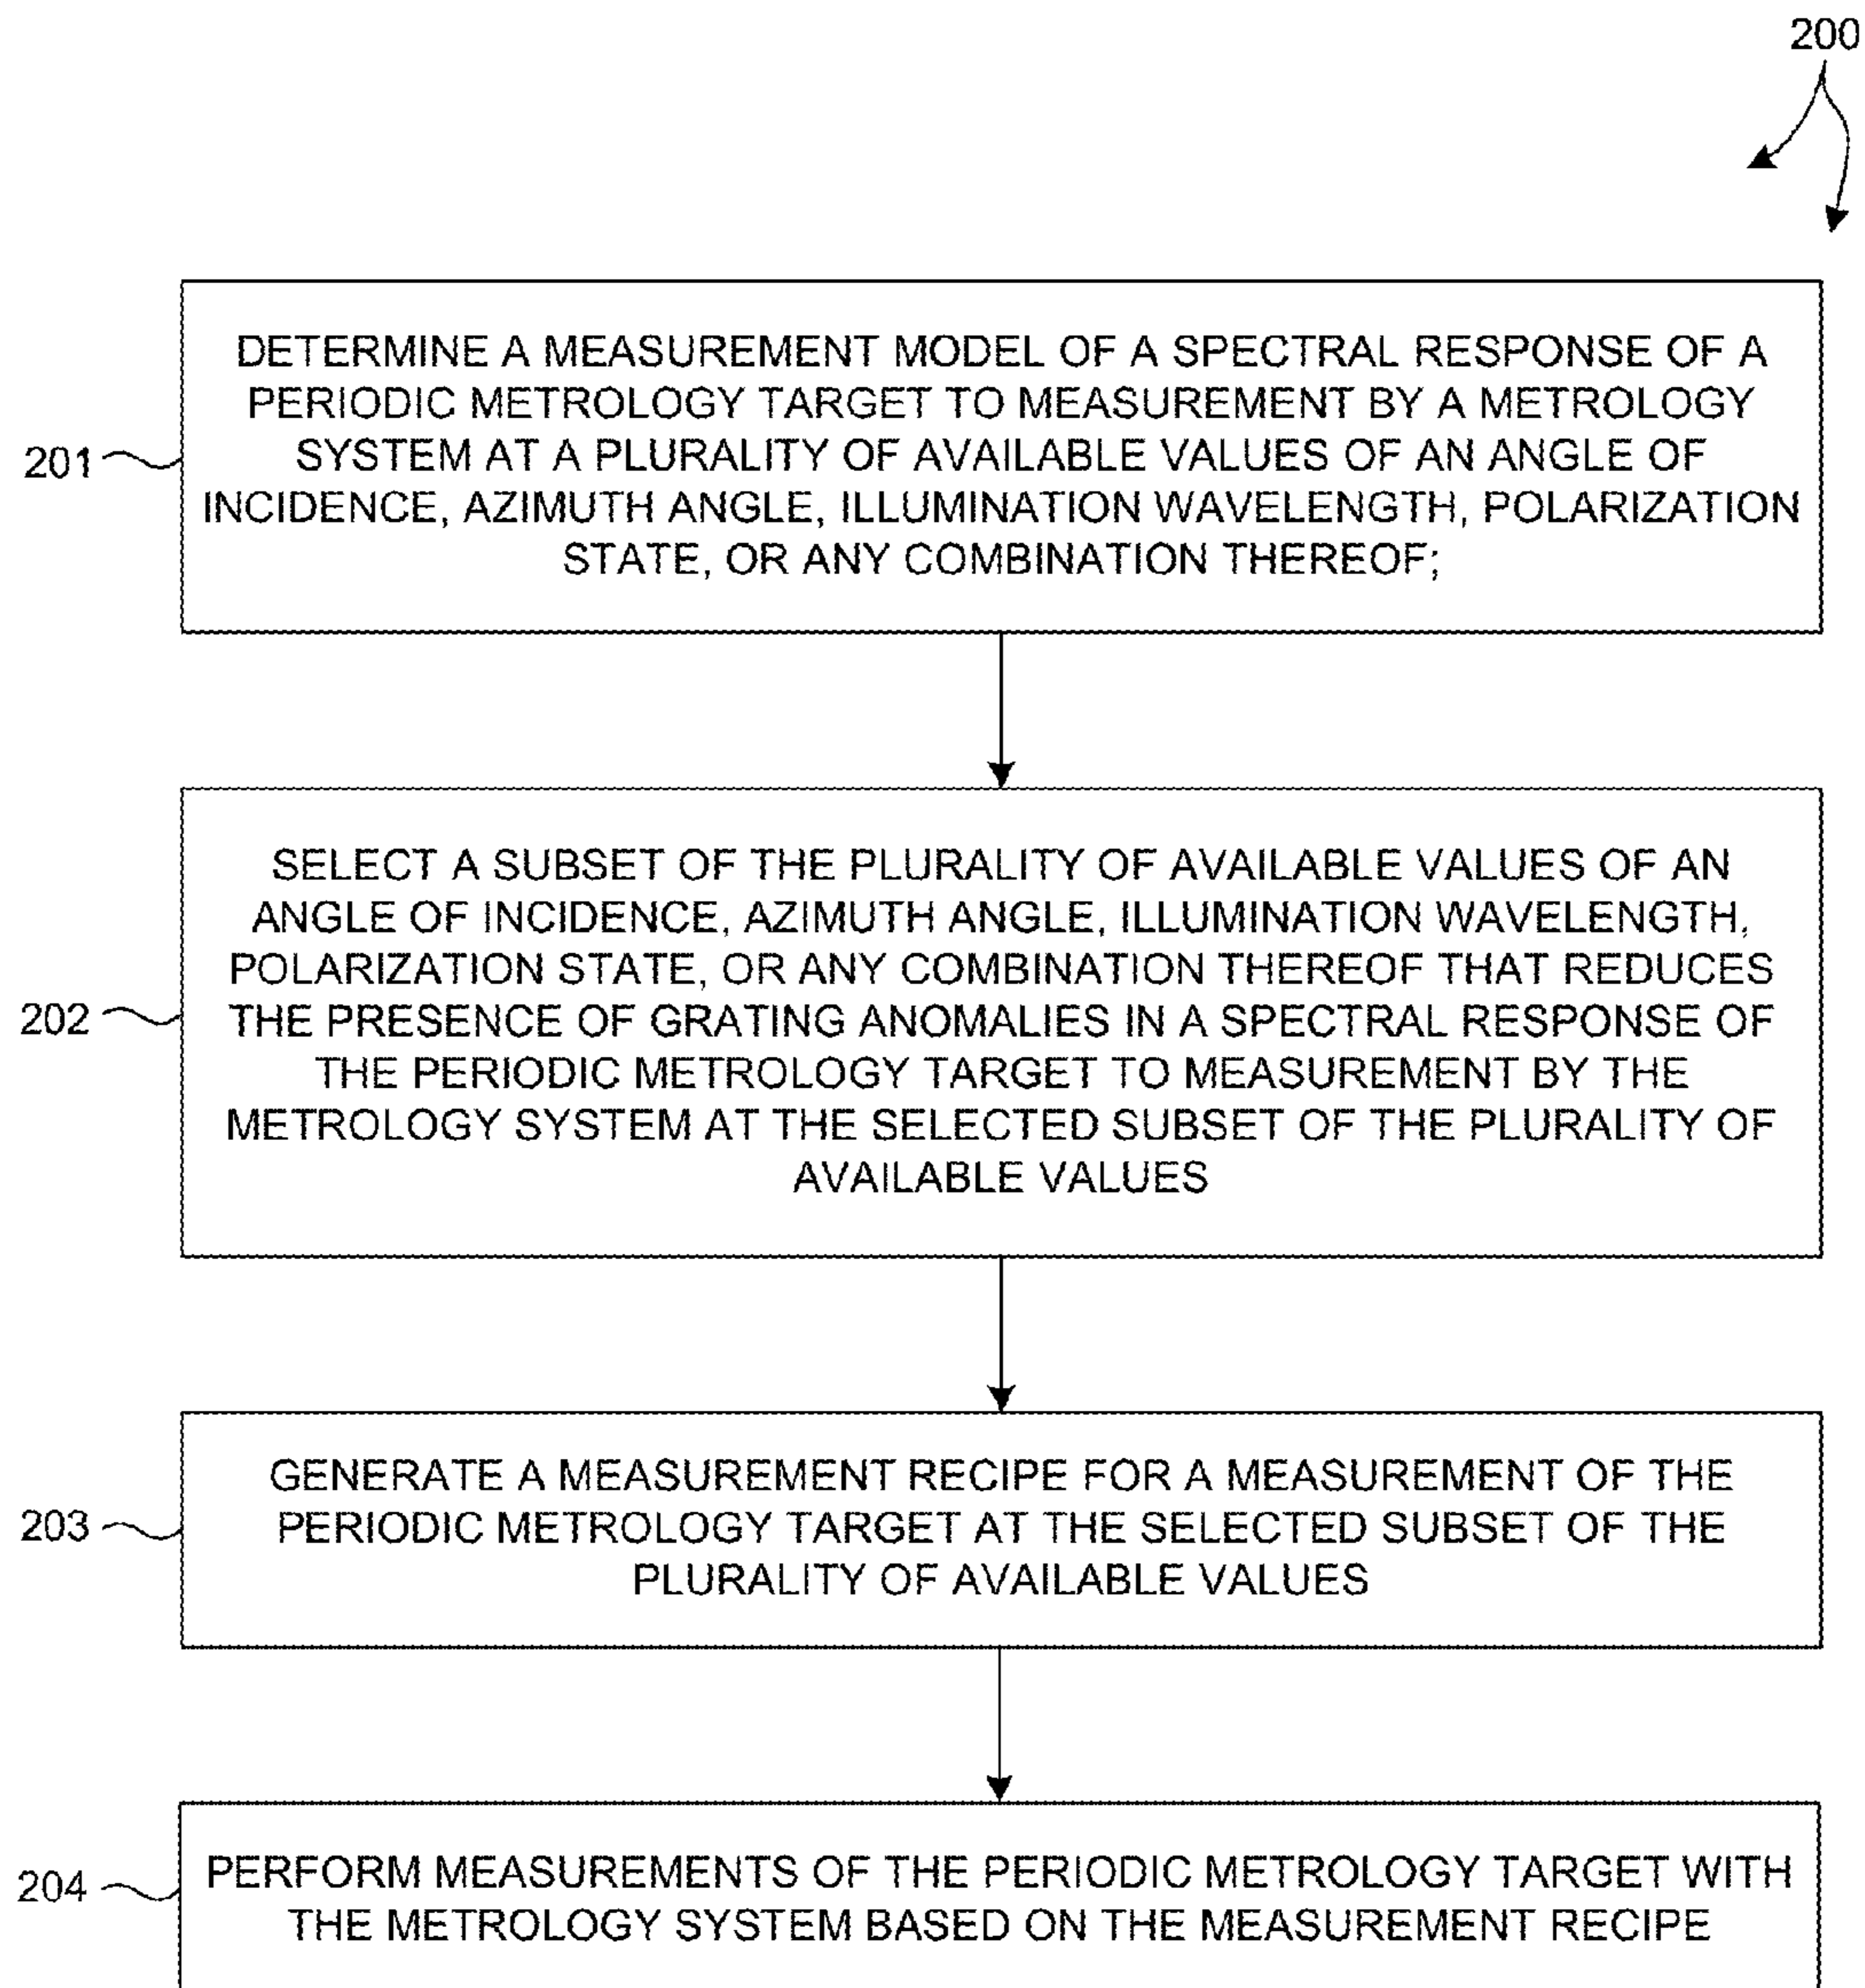 200
201
DETERMINE A MEASUREMENT MODEL OF A SPECTRAL RESPONSE OF A
PERIODIC METROLOGY TARGET TO MEASUREMENT BY A METROLOGY
SYSTEM AT A PLURALITY OF AVAILABLE VALUES OF AN ANGLE OF
INCIDENCE, AZIMUTH ANGLE, ILLUMINATION WAVELENGTH, POLARIZATION
STATE, OR ANY COMBINATION THEREOF;
202
SELECT A SUBSET OF THE PLURALITY OF AVAILABLE VALUES OF AN
ANGLE OF INCIDENCE, AZIMUTH ANGLE, ILLUMINATION WAVELENGTH,
POLARIZATION STATE, OR ANY COMBINATION THEREOF THAT REDUCES
THE PRESENCE OF GRATING ANOMALIES IN A SPECTRAL RESPONSE OF
THE PERIODIC METROLOGY TARGET TO MEASUREMENT BY THE
METROLOGY SYSTEM AT THE SELECTED SUBSET OF THE PLURALITY OF
AVAILABLE VALUES
203
GENERATE A MEASUREMENT RECIPE FOR A MEASUREMENT OF THE
PERIODIC METROLOGY TARGET AT THE SELECTED SUBSET OF THE
PLURALITY OF AVAILABLE VALUES
204
PERFORM MEASUREMENTS OF THE PERIODIC METROLOGY TARGET WITH
THE METROLOGY SYSTEM BASED ON THE MEASUREMENT RECIPE